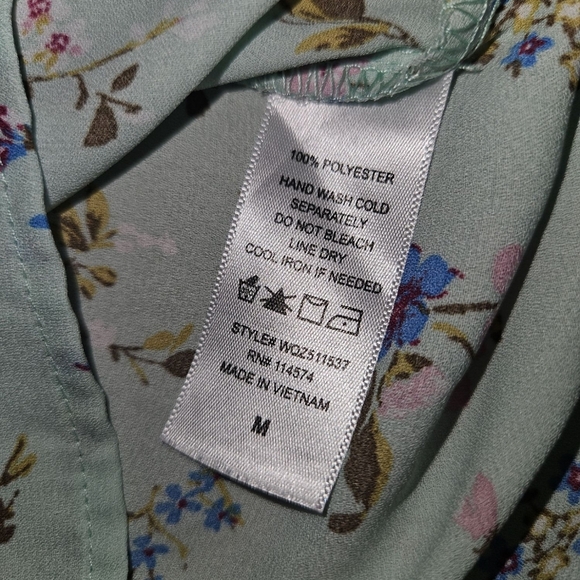 100% POLYESTER
HAND WASH COLD
SEPARATELY
DO NOT BLEACH
LINE DRY
COOL IRON IF NEEDED
STYLE# WQZ511537
RN# 114574
MADE IN VIETNAM
M